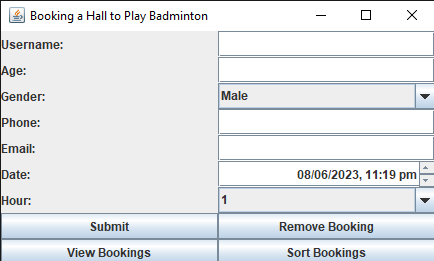 Booking a Hall to Play Badminton
Username:
Age:
Gender: Male
Phone:
Email:
Date: 08/06/2023, 11:19 pm
Hour: 1
Submit Remove Booking
View Bookings Sort Bookings